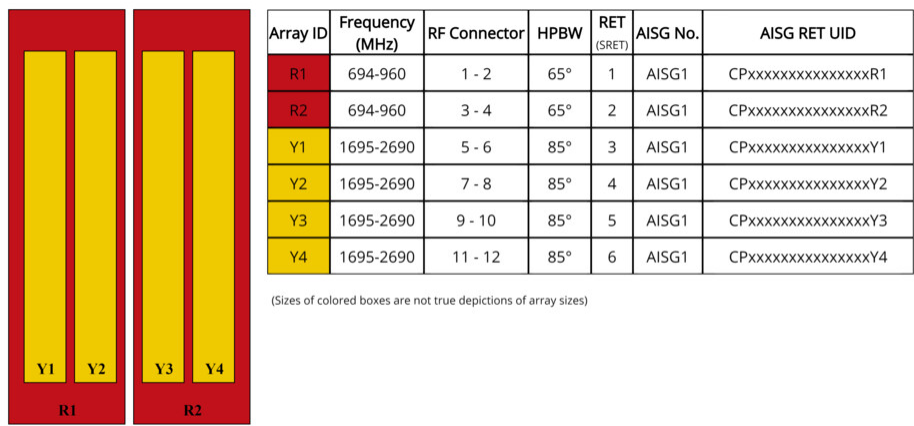 Y1 Y2 Y3 Y4
R1 R2
Array ID Frequency (MHz) RF Connector HPBW RET (SRET) AISG No. AISG RET UID
R1 694-960 1 - 2 65° 1 AISG1 CPxxxxxxxxxxxxxxxR1
R2 694-960 3 - 4 65° 2 AISG1 CPxxxxxxxxxxxxxxxR2
Y1 1695-2690 5 - 6 85° 3 AISG1 CPxxxxxxxxxxxxxxxY1
Y2 1695-2690 7 - 8 85° 4 AISG1 CPxxxxxxxxxxxxxxxY2
Y3 1695-2690 9 - 10 85° 5 AISG1 CPxxxxxxxxxxxxxxxY3
Y4 1695-2690 11 - 12 85° 6 AISG1 CPxxxxxxxxxxxxxxxY4
(Sizes of colored boxes are not true depictions of array sizes)